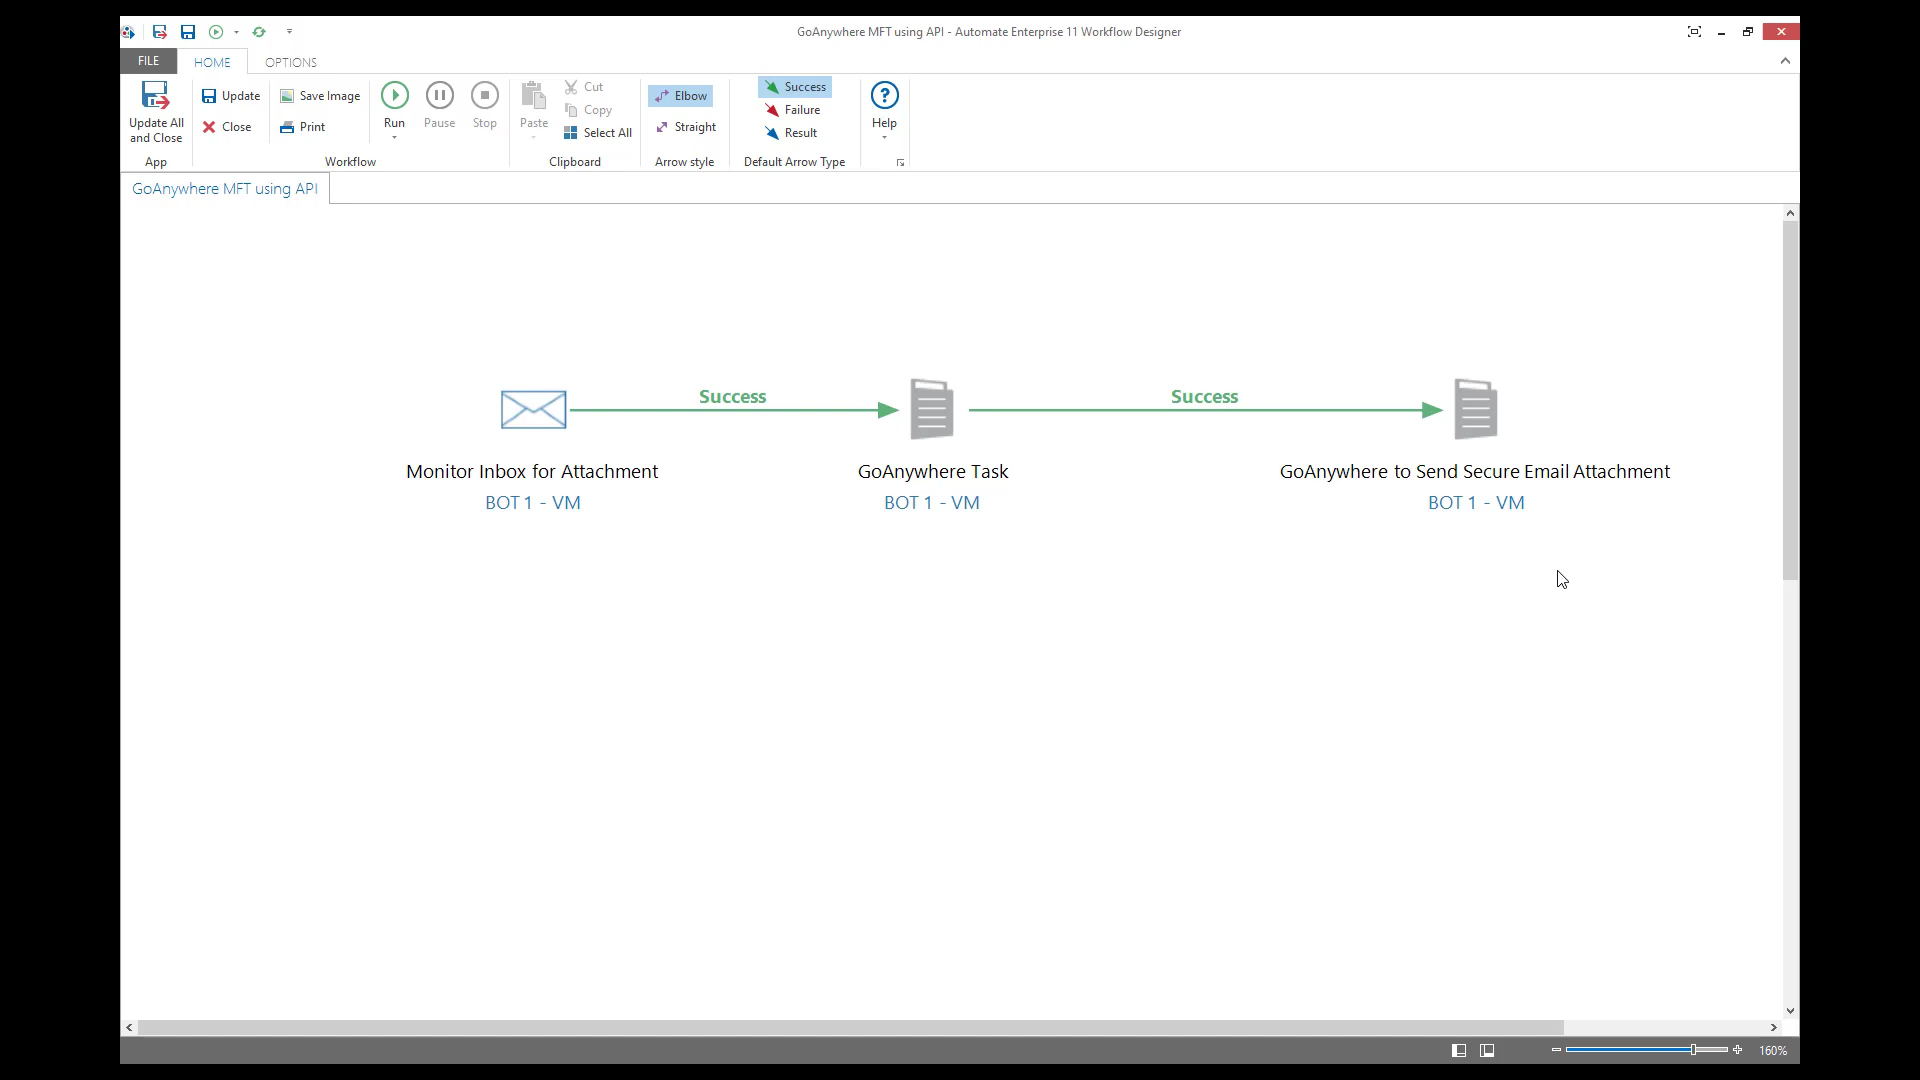 GoAnywhere MFT using API - Automate Enterprise 11 Workflow Designer
FILE
HOME
OPTIONS
Update All
and Close
App
Update
Close
Save Image
Print
Run
Pause
Stop
Workflow
Paste
Cut
Copy
Select All
Clipboard
Elbow
Straight
Arrow style
Success
Failure
Result
Default Arrow Type
Help
GoAnywhere MFT using API
Success
Success
Monitor Inbox for Attachment
BOT 1 - VM
GoAnywhere Task
BOT 1 - VM
GoAnywhere to Send Secure Email Attachment
BOT 1 - VM
160%